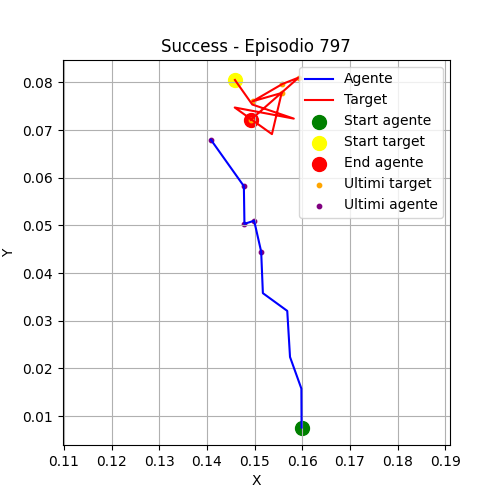 Success - Episodio 797
Agente
Target
Start agente
Start target
End agente
Ultimi target
Ultimi agente
0.08
0.07
0.06
0.05
0.04
0.03
0.02
0.01
Y
0.11 0.12 0.13 0.14 0.15 0.16 0.17 0.18 0.19
X